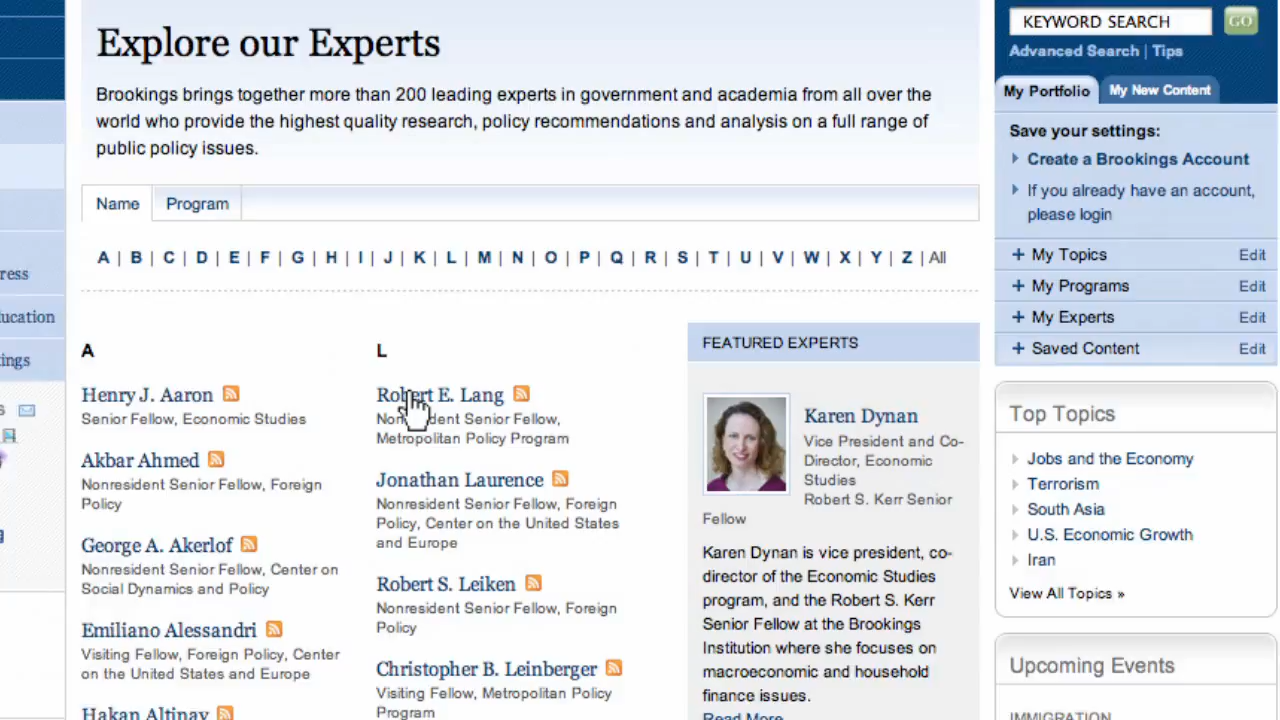 Explore our Experts
Brookings brings together more than 200 leading experts in government and academia from all over the
world who provide the highest quality research, policy recommendations and analysis on a full range of
public policy issues.
Name Program
A | B | C | D | E | F | G | H | I | J | K | L | M | N | O | P | Q | R | S | T | U | V | W | X | Y | Z | All
ress
ucation
ings
A
Henry J. Aaron
Senior Fellow, Economic Studies
Akbar Ahmed
Nonresident Senior Fellow, Foreign
Policy
George A. Akerlof
Nonresident Senior Fellow, Center on
Social Dynamics and Policy
Emiliano Alessandri
Visiting Fellow, Foreign Policy, Center
on the United States and Europe
Hakan Altinay
L
Robert E. Lang
Nonresident Senior Fellow,
Metropolitan Policy Program
Jonathan Laurence
Nonresident Senior Fellow, Foreign
Policy, Center on the United States
and Europe
Robert S. Leiken
Nonresident Senior Fellow, Foreign
Policy
Christopher B. Leinberger
Visiting Fellow, Metropolitan Policy
Program
FEATURED EXPERTS
Karen Dynan
Vice President and Co-
Director, Economic
Studies
Robert S. Kerr Senior
Fellow
Karen Dynan is vice president, co-
director of the Economic Studies
program, and the Robert S. Kerr
Senior Fellow at the Brookings
Institution where she focuses on
macroeconomic and household
finance issues.
Read More
KEYWORD SEARCH GO
Advanced Search | Tips
My Portfolio My New Content
Save your settings:
Create a Brookings Account
If you already have an account,
please login
+ My Topics Edit
+ My Programs Edit
+ My Experts Edit
+ Saved Content Edit
Top Topics
Jobs and the Economy
Terrorism
South Asia
U.S. Economic Growth
Iran
View All Topics »
Upcoming Events
IMMIGRATION